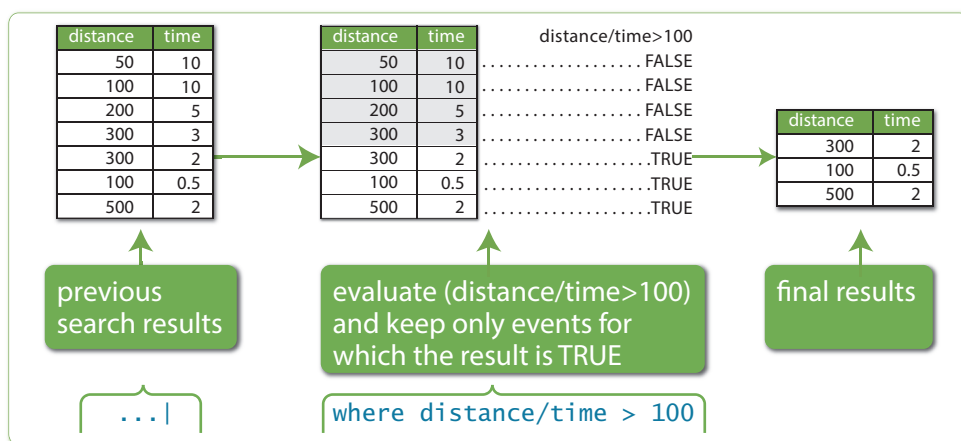 distance time
50 10
100 10
200 5
300 3
300 2
100 0.5
500 2
distance time distance/time>100
50 10 ...................FALSE
100 10 ...................FALSE
200 5 ...................FALSE
300 3 ...................FALSE
300 2 ....................TRUE
100 0.5 ....................TRUE
500 2 ....................TRUE
distance time
300 2
100 0.5
500 2
previous
search results
evaluate (distance/time>100)
and keep only events for
which the result is TRUE
final results
...|
where distance/time > 100